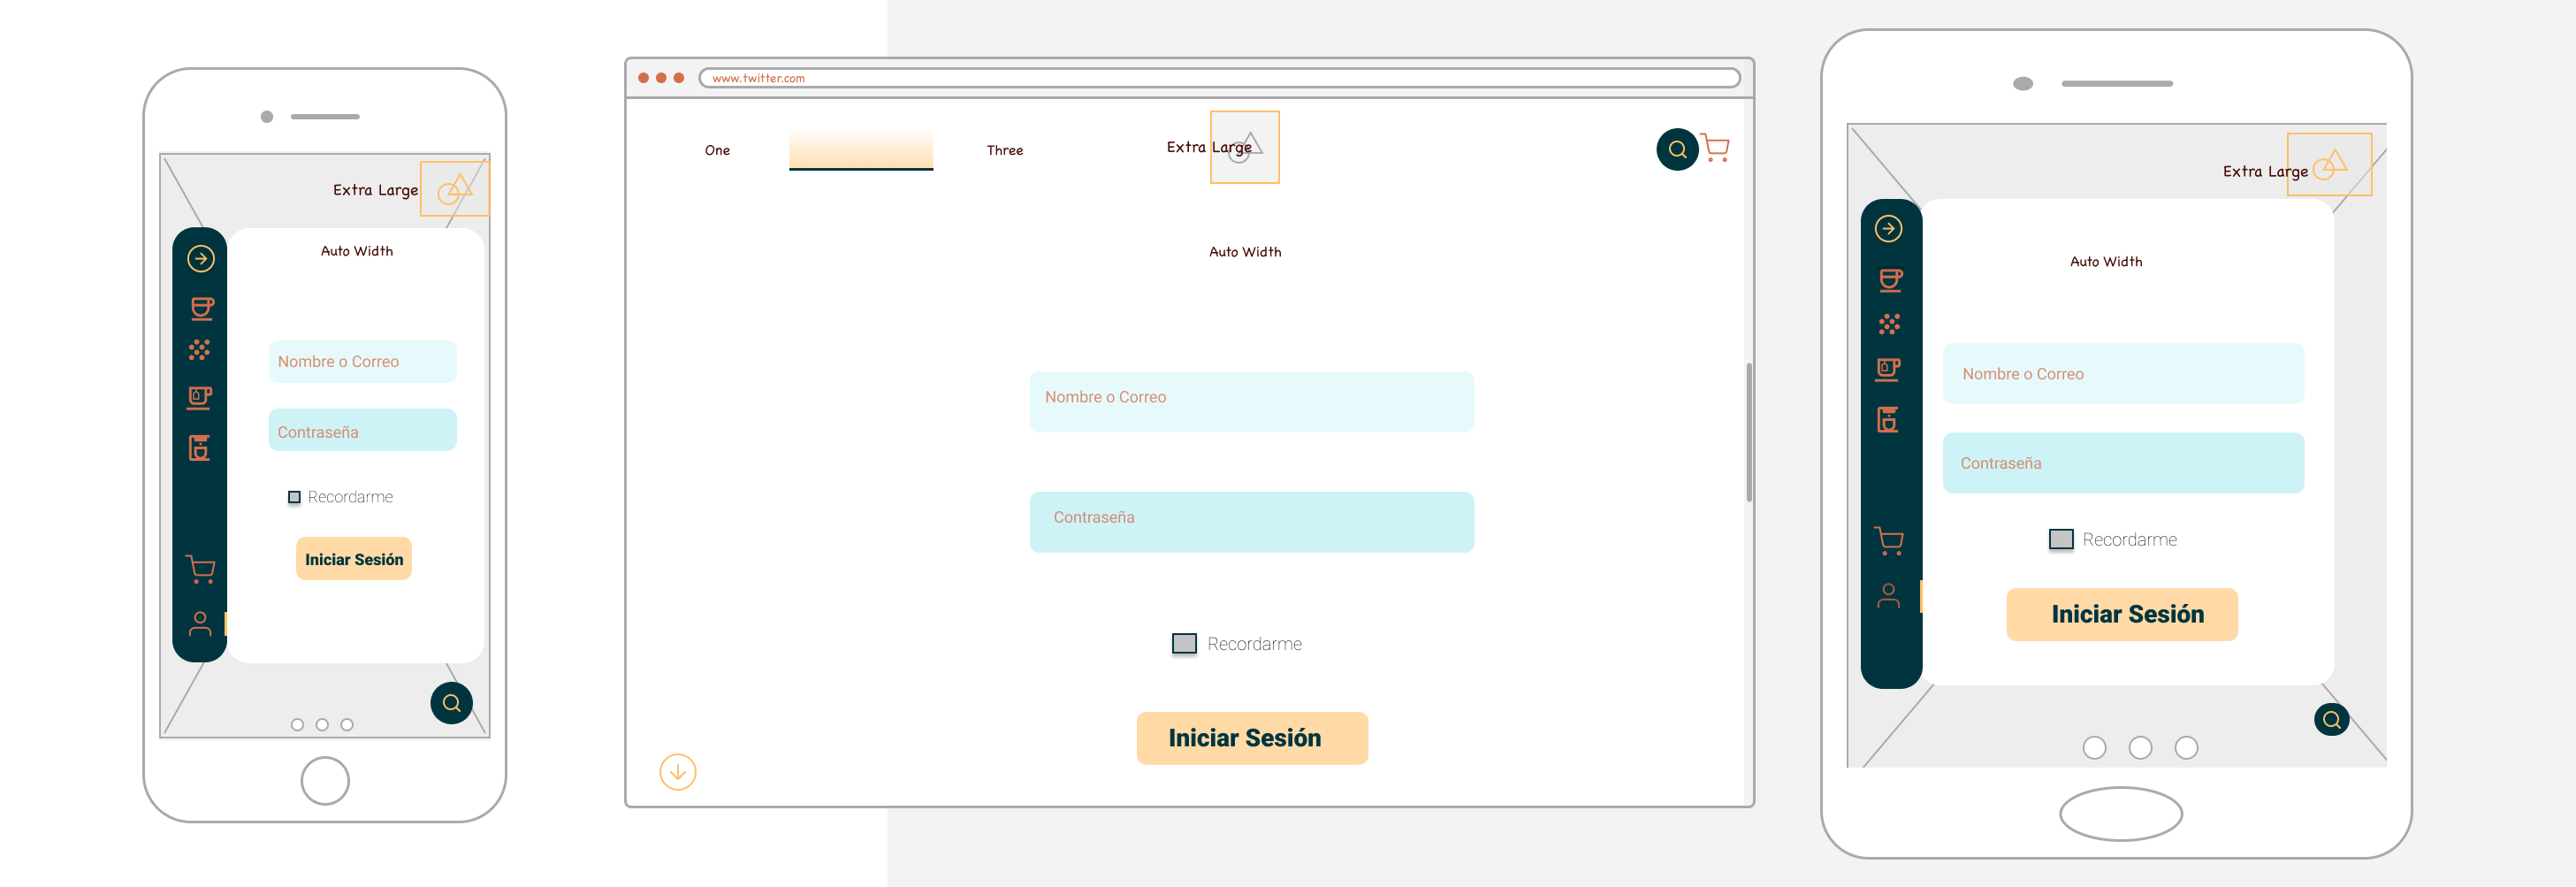 Extra Large
Auto Width
Nombre o Correo
Contraseña
Recordarme
Iniciar Sesión
www.twitter.com
One
Three
Extra Large
Auto Width
Nombre o Correo
Contraseña
Recordarme
Iniciar Sesión
Extra Large
Auto Width
Nombre o Correo
Contraseña
Recordarme
Iniciar Sesión